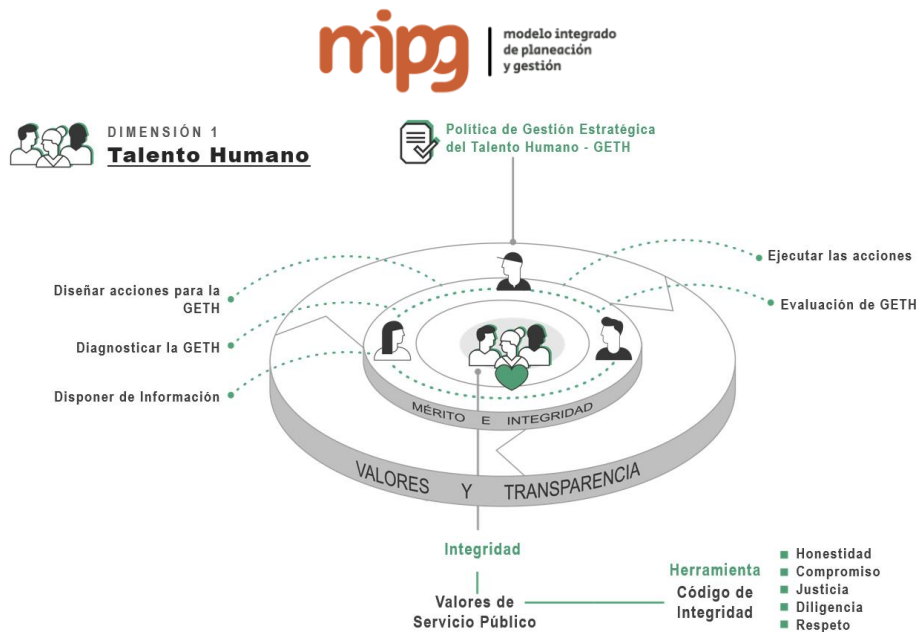 mipg
modelo integrado
de planeación
y gestión
DIMENSIÓN 1
Talento Humano
Política de Gestión Estratégica
del Talento Humano - GETH
Diseñar acciones para la
GETH
Diagnosticar la GETH
Disponer de Información
Ejecutar las acciones
Evaluación de GETH
MÉRITO E INTEGRIDAD
VALORES Y TRANSPARENCIA
Integridad
Valores de
Servicio Público
Herramienta
Código de
Integridad
Honestidad
Compromiso
Justicia
Diligencia
Respeto